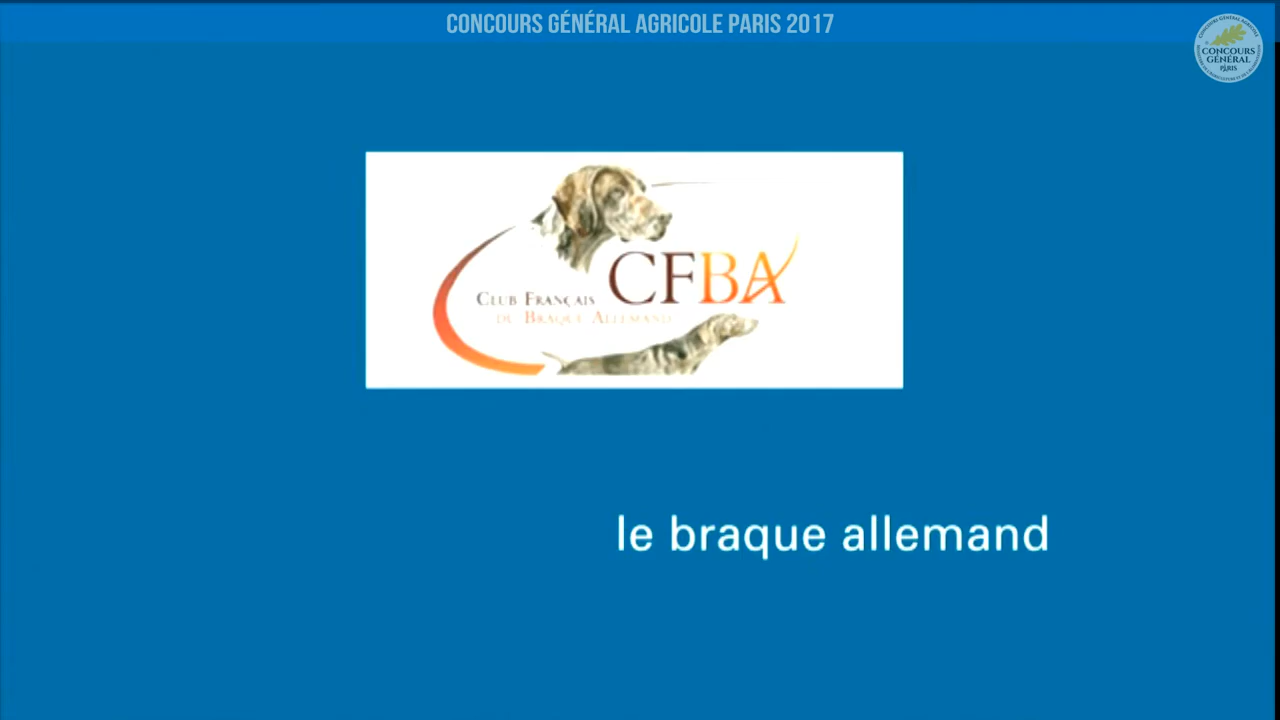 CONCOURS GÉNÉRAL AGRICOLE PARIS 2017
CONCOURS
GÉNÉRAL
PARIS
CFBA
CLUB FRANÇAIS
DU BRAQUE ALLEMAND
le braque allemand